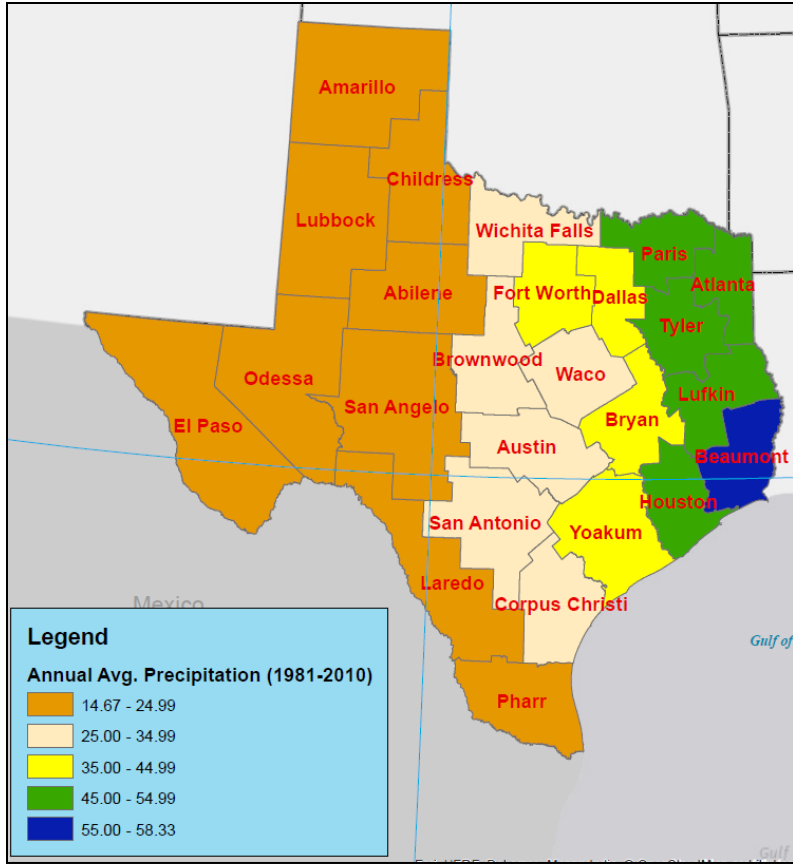 Amarillo
Childress
Lubbock
Wichita Falls
Paris
Atlanta
Abilene
Fort Worth
Dallas
Tyler
Brownwood
Waco
Odessa
San Angelo
Lufkin
El Paso
Bryan
Austin
Beaumont
Houston
San Antonio
Yoakum
Laredo
Corpus Christi
Mexico
Pharr
Gulf of
Legend
Annual Avg. Precipitation (1981-2010)
14.67 - 24.99
25.00 - 34.99
35.00 - 44.99
45.00 - 54.99
55.00 - 58.33
Gulf